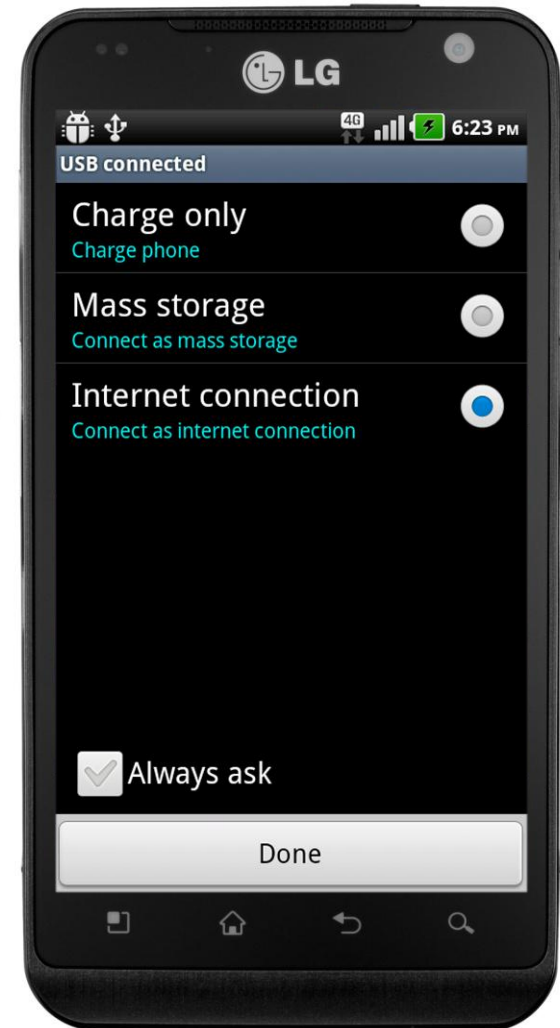 LG
4G 6:23 PM
USB connected
Charge only
Charge phone
Mass storage
Connect as mass storage
Internet connection
Connect as internet connection
Always ask
Done